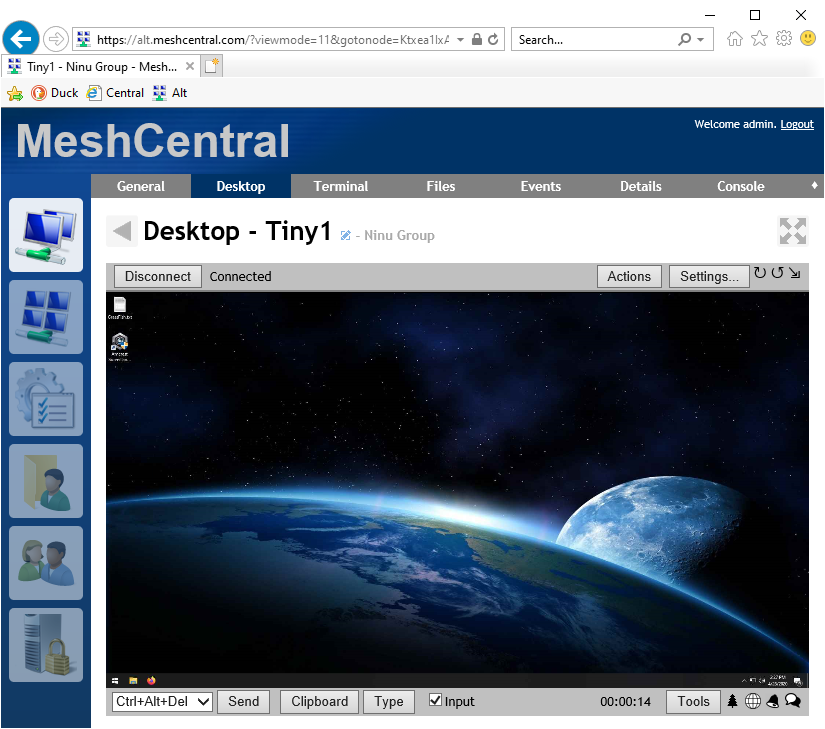 https://alt.meshcentral.com/?viewmode=11&gotonode=Ktxea1lxA
Search...
Tiny1 - Ninu Group - Mesh...
Duck Central Alt
MeshCentral
Welcome admin. Logout
General Desktop Terminal Files Events Details Console
Desktop - Tiny1 - Ninu Group
Disconnect Connected Actions Settings...
Ctrl+Alt+Del Send Clipboard Type Input 00:00:14 Tools